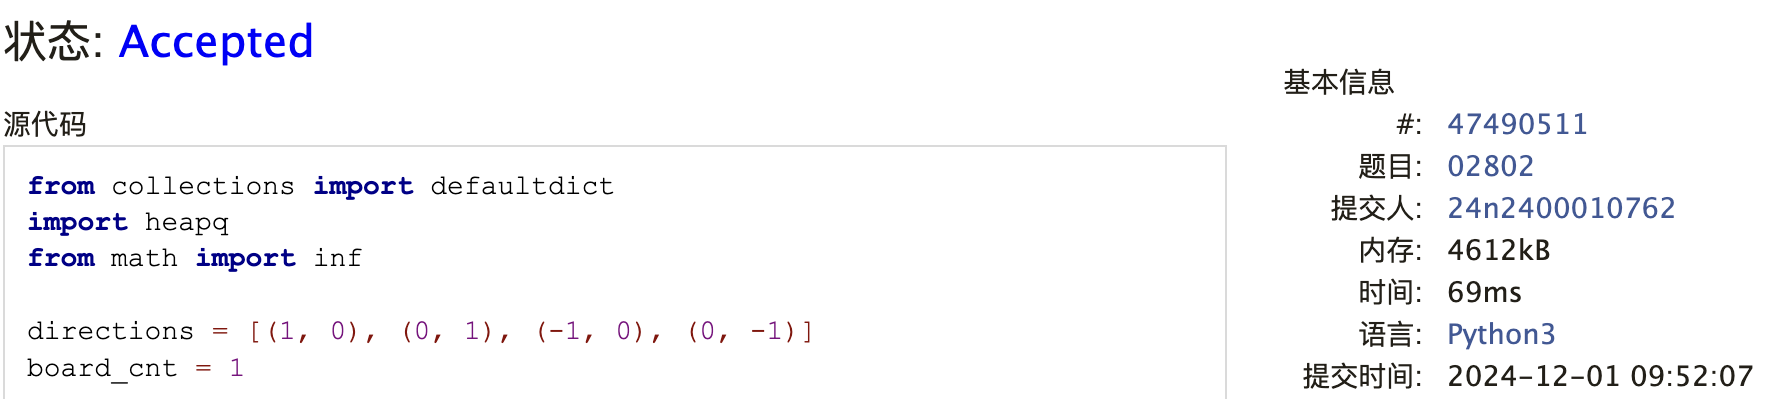 状态: Accepted
源代码
from collections import defaultdict
import heapq
from math import inf
directions = [(1, 0), (0, 1), (-1, 0), (0, -1)]
board_cnt = 1
基本信息
#: 47490511
题目: 02802
提交人: 24n2400010762
内存: 4612kB
时间: 69ms
语言: Python3
提交时间: 2024-12-01 09:52:07